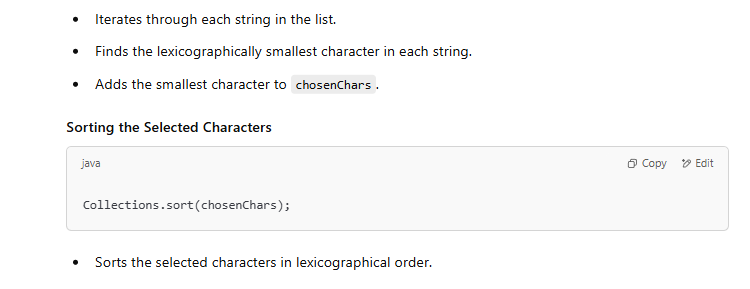 Iterates through each string in the list.
Finds the lexicographically smallest character in each string.
Adds the smallest character to chosenChars.
Sorting the Selected Characters
java Copy Edit
Collections.sort(chosenChars);
Sorts the selected characters in lexicographical order.